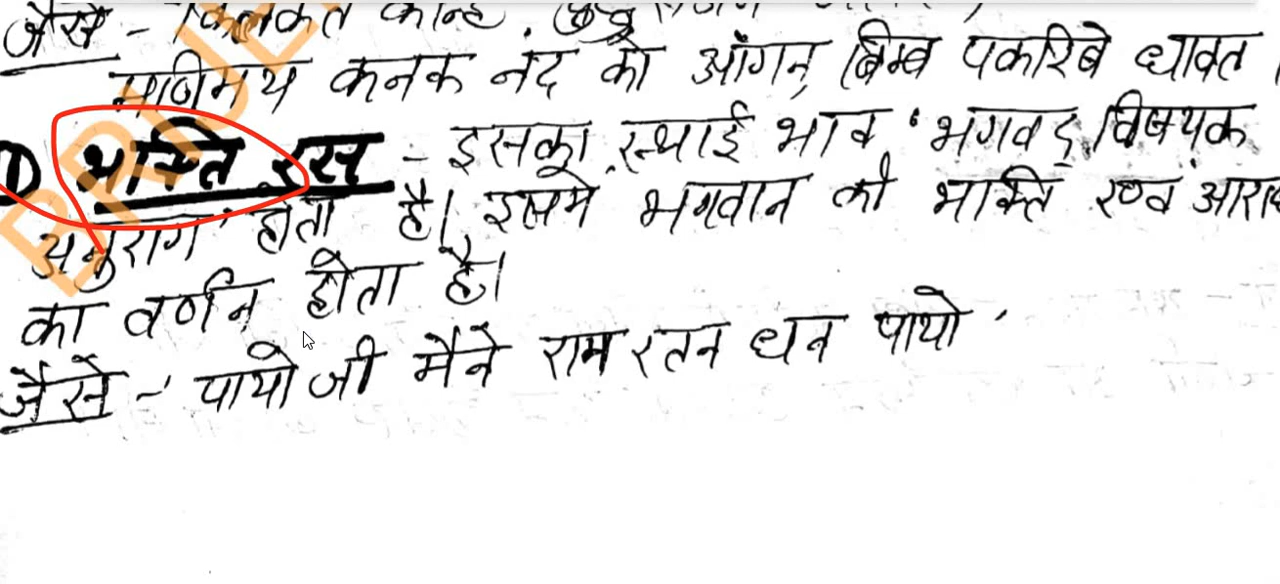 जैसे - किलकत कान्ह
मणिमय कनक नंद को आँगन, बिम्ब पकरिबे धावत ।
भक्ति रस - इसका स्थाई भाव 'भगवद् विषयक
अनुराग' होता है। इसमें भगवान की भक्ति एवं
का वर्णन होता है।
जैसे - 'पायो जी मैंने राम रतन धन पायो'